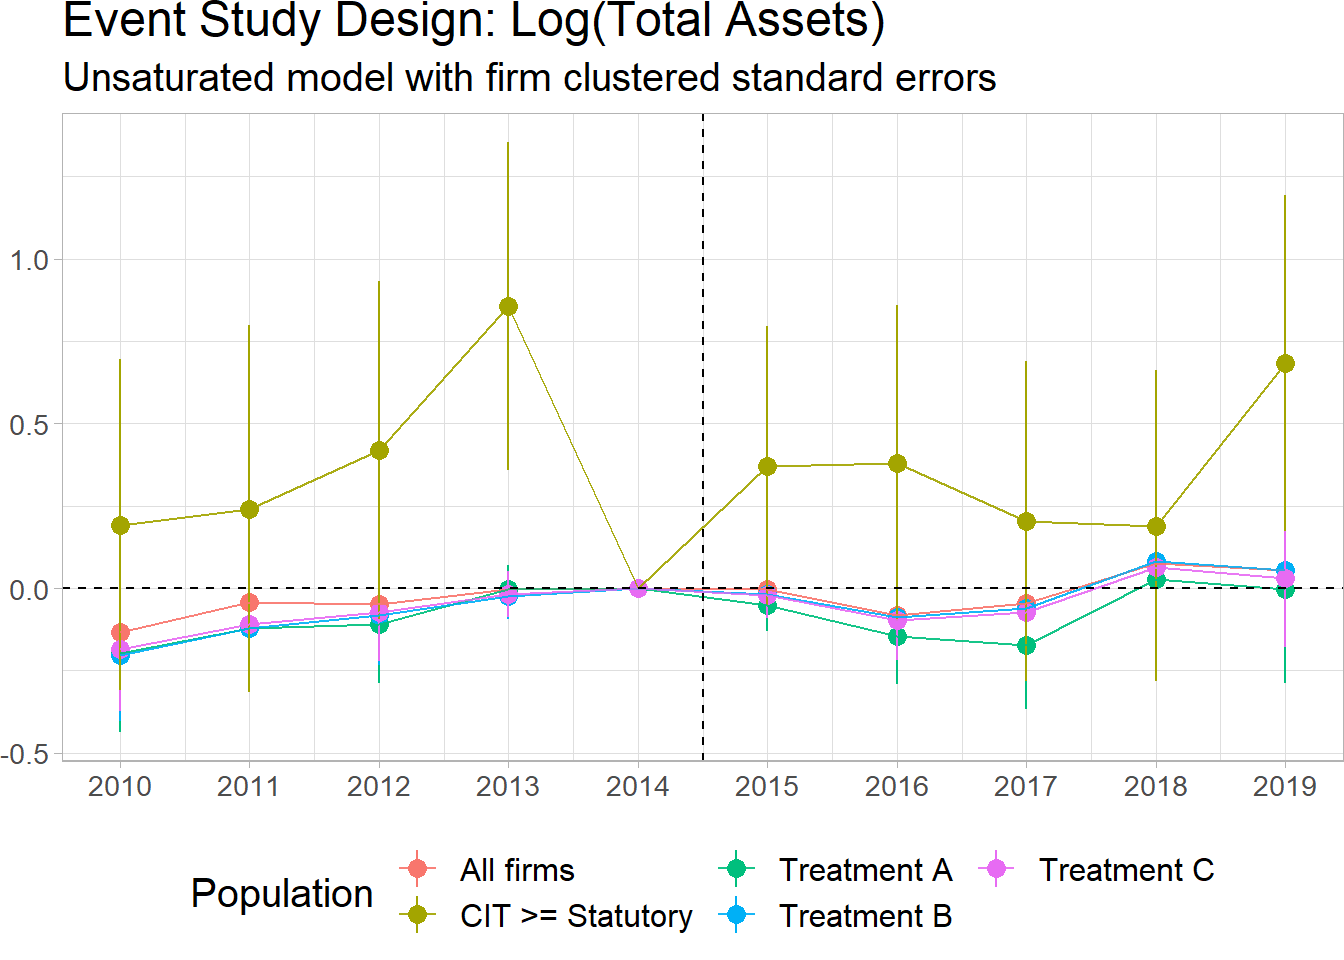 Event Study Design: Log(Total Assets)
Unsaturated model with firm clustered standard errors
1.0
0.5
0.0
-0.5
2010 2011 2012 2013 2014 2015 2016 2017 2018 2019
Population
All firms
CIT >= Statutory
Treatment A
Treatment B
Treatment C